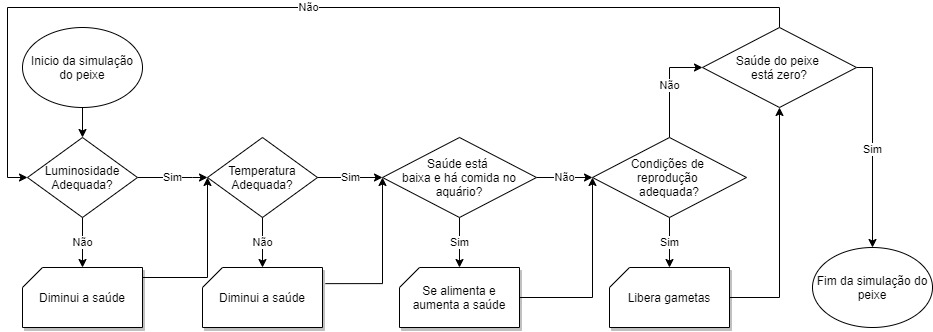 Não
Inicio da simulação
do peixe
Luminosidade
Adequada?
Sim
Não
Diminui a saúde
Temperatura
Adequada?
Sim
Não
Diminui a saúde
Saúde está
baixa e há comida no
aquário?
Não
Sim
Se alimenta e
aumenta a saúde
Condições de
reprodução
adequada?
Não
Sim
Libera gametas
Saúde do peixe
está zero?
Sim
Fim da simulação do
peixe